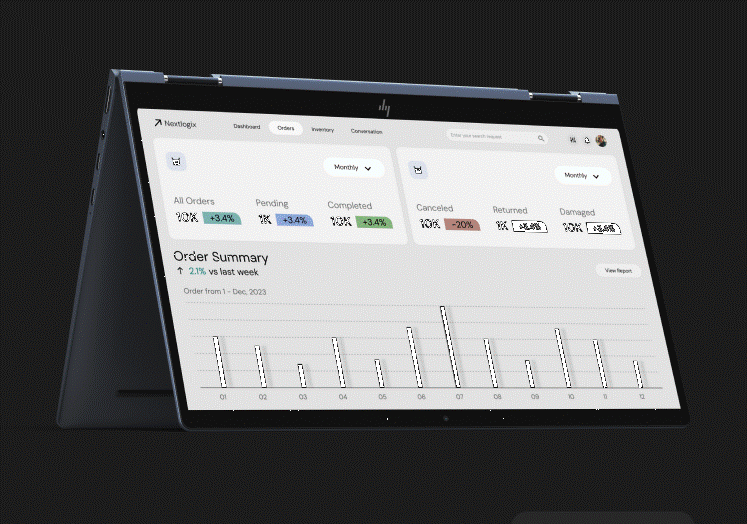 hp
Nextlogix
Dashboard Orders Inventory Conversation
Enter your search request
Monthly
Monthly
All Orders Pending Completed
10K +3.4% 1K +3.4% 10K +3.4%
Canceled Returned Damaged
10K -20% 1K 10K
Order Summary
2.1% vs last week
View Report
Order from 1 - Dec, 2023
01 02 03 04 05 06 07 08 09 10 11 12